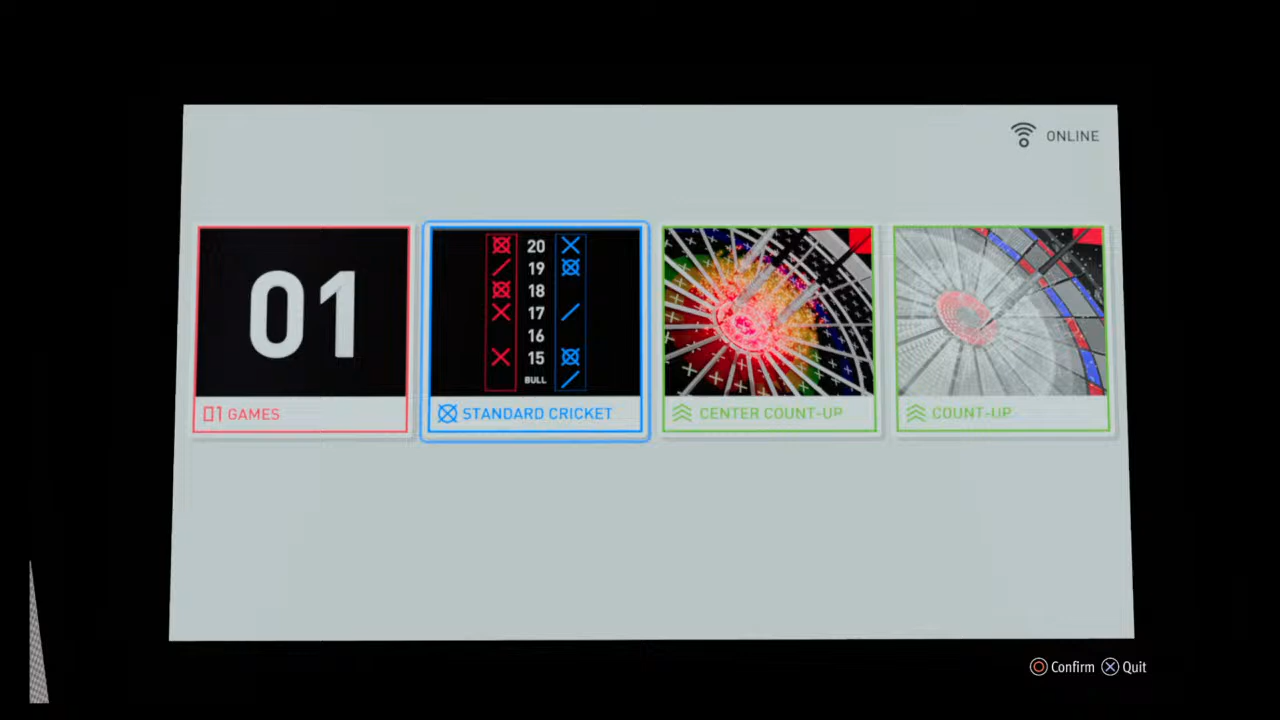 ONLINE
01
20
19
18
17
16
15
BULL
01 GAMES
STANDARD CRICKET
CENTER COUNT-UP
COUNT-UP
Confirm Quit